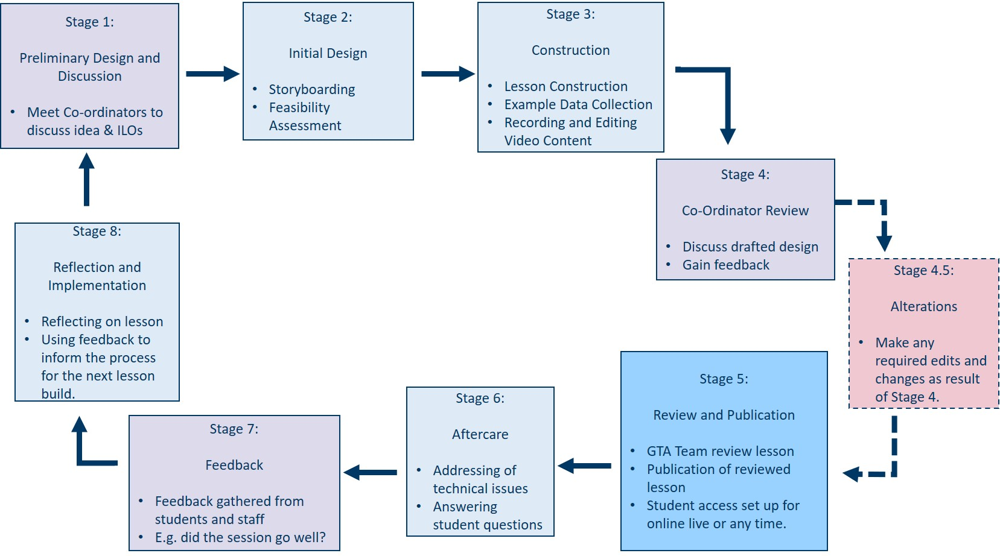 Stage 1:
Preliminary Design and
Discussion
• Meet Co-ordinators to
discuss idea & ILOs
Stage 2:
Initial Design
• Storyboarding
• Feasibility
Assessment
Stage 3:
Construction
• Lesson Construction
• Example Data Collection
• Recording and Editing
Video Content
Stage 4:
Co-Ordinator Review
• Discuss drafted design
• Gain feedback
Stage 4.5:
Alterations
• Make any
required edits and
changes as result
of Stage 4.
Stage 5:
Review and Publication
• GTA Team review lesson
• Publication of reviewed
lesson
• Student access set up for
online live or any time.
Stage 6:
Aftercare
• Addressing of
technical issues
• Answering
student questions
Stage 7:
Feedback
• Feedback gathered from
students and staff
• E.g. did the session go well?
Stage 8:
Reflection and
Implementation
• Reflecting on lesson
• Using feedback to
inform the process
for the next lesson
build.